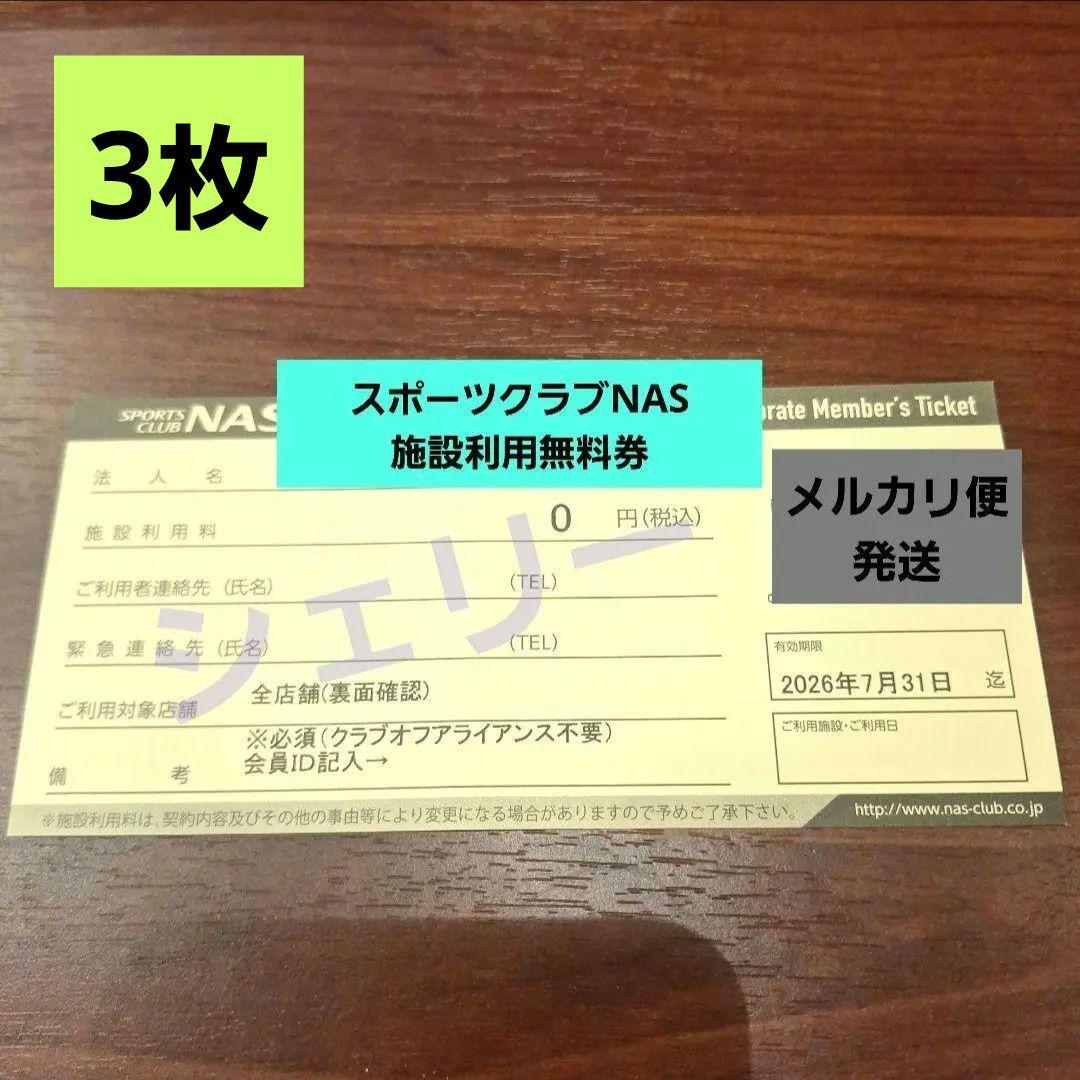 3枚
スポーツクラブNAS
施設利用無料券
SPORTS CLUB NAS
rate Member's Ticket
メルカリ便
発送
法人名
施設利用料 0 円(税込)
ご利用者連絡先 (氏名) (TEL)
緊急連絡先 (氏名) (TEL)
シェリー
有効期限
2026年7月31日 迄
ご利用対象店舗 全店舗(裏面確認)
ご利用施設・ご利用日
※必須(クラブオフアライアンス不要)
備考 会員ID記入→
※施設利用料は、契約内容及びその他の事由等により変更になる場合がありますので予めご了承下さい。
http://www.nas-club.co.jp